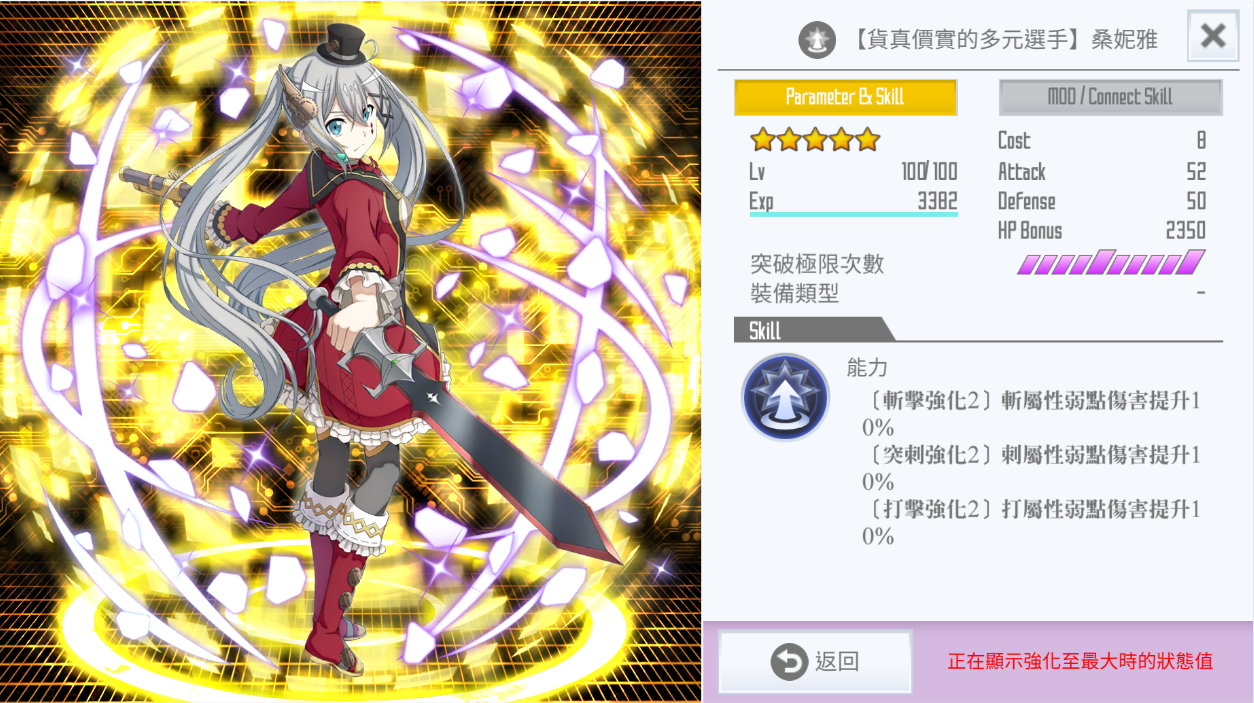 【貨真價實的多元選手】桑妮雅
Parameter & Skill
MOD / Connect Skill
Lv 100/100
Exp 3382
Cost 8
Attack 52
Defense 50
HP Bonus 2350
突破極限次數
裝備類型 -
Skill
能力
〔斬擊強化2〕斬屬性弱點傷害提升1
0%
〔突刺強化2〕刺屬性弱點傷害提升1
0%
〔打擊強化2〕打屬性弱點傷害提升1
0%
返回
正在顯示強化至最大時的狀態值